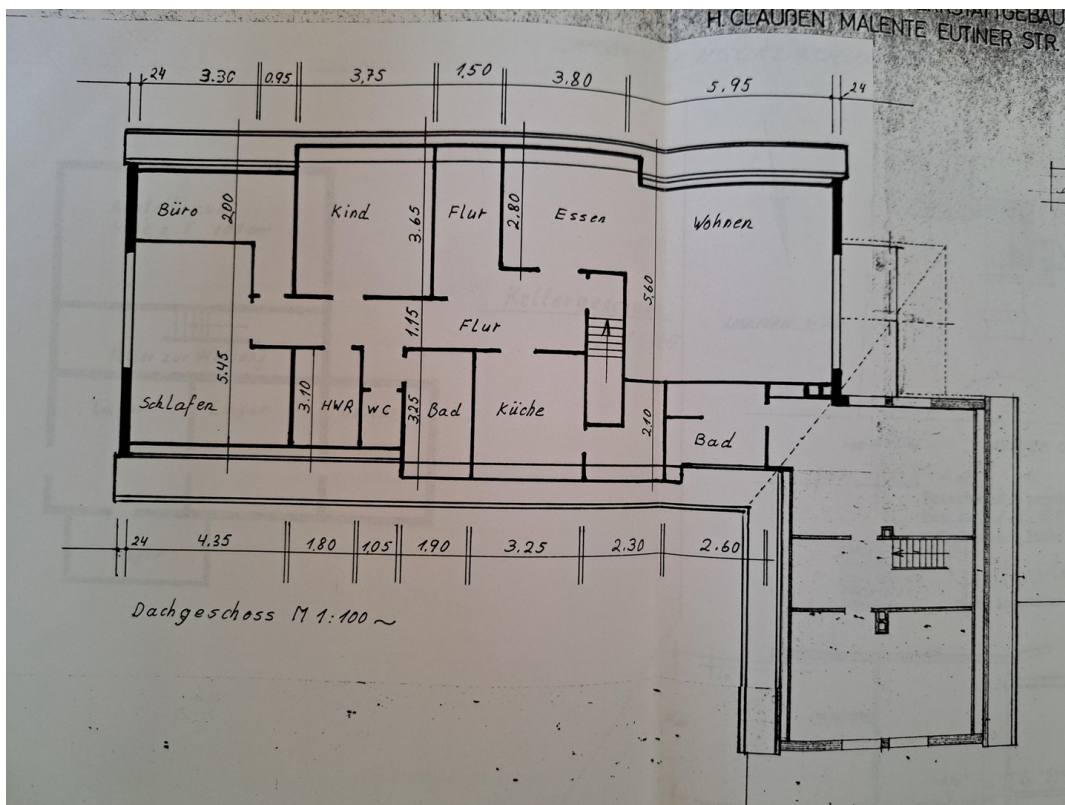 H. CLAUßEN MALENTE EUTINER STR.
24 3.30 0.95 3,75 1,50 3.80 5.95 24
Büro 2,00 Kind 3.65 Flur 2.80 Essen Wohnen
5,60
1,15 Flur
5.45 Schlafen 3.10 HWR WC 3.25 Bad Küche 2.10 Bad
24 4.35 1.80 1,05 1.90 3.25 2.30 2.60
Dachgeschoss M 1:100 ~